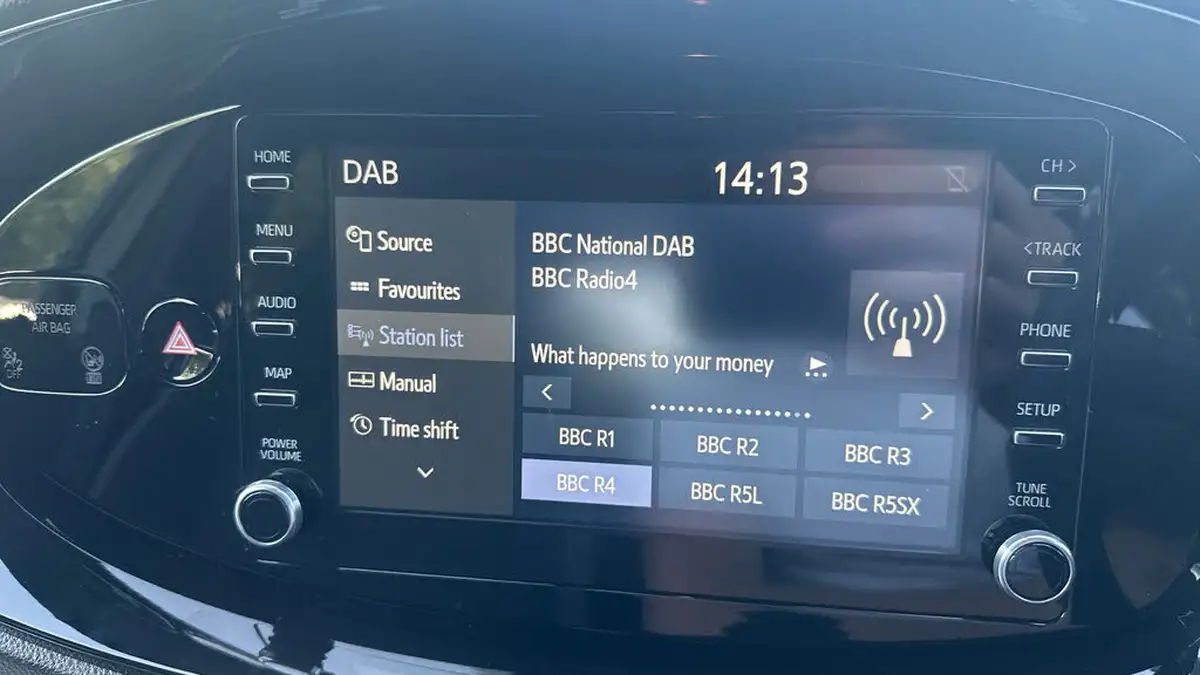 HOME
MENU
AUDIO
MAP
POWER
VOLUME
PASSENGER
AIR BAG
OFF
DAB
14:13
Source
Favourites
Station list
Manual
Time shift
BBC National DAB
BBC Radio4
What happens to your money
BBC R1
BBC R2
BBC R3
BBC R4
BBC R5L
BBC R5SX
CH >
<TRACK
PHONE
SETUP
TUNE
SCROLL